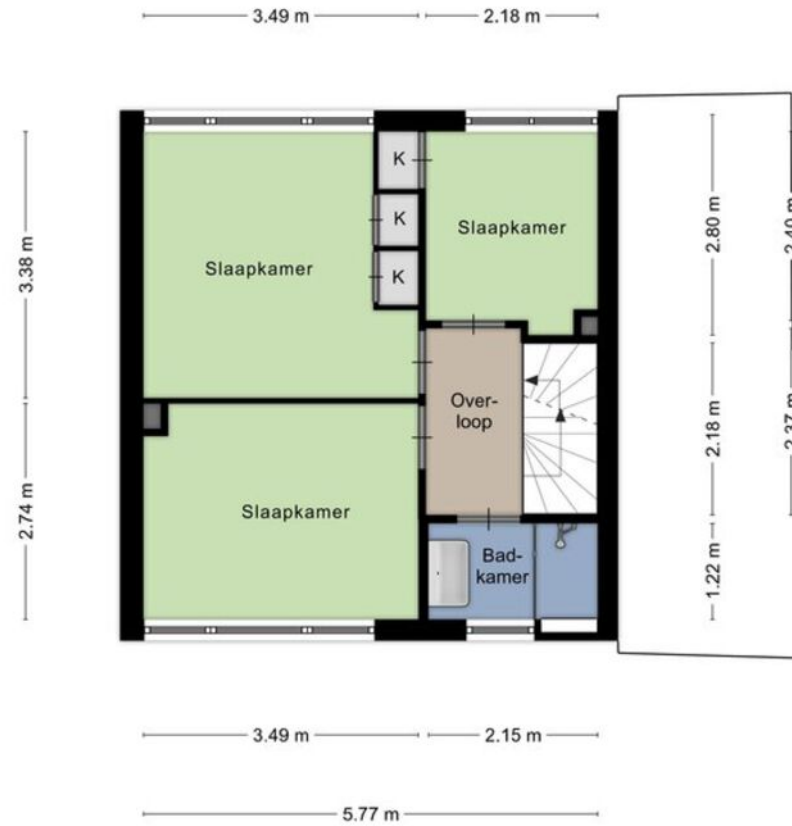 3.49 m
2.18 m
K
K
K
Slaapkamer
Slaapkamer
3.38 m
2.80 m
Over-
loop
2.18 m
Slaapkamer
2.74 m
Bad-
kamer
1.22 m
3.49 m
2.15 m
5.77 m